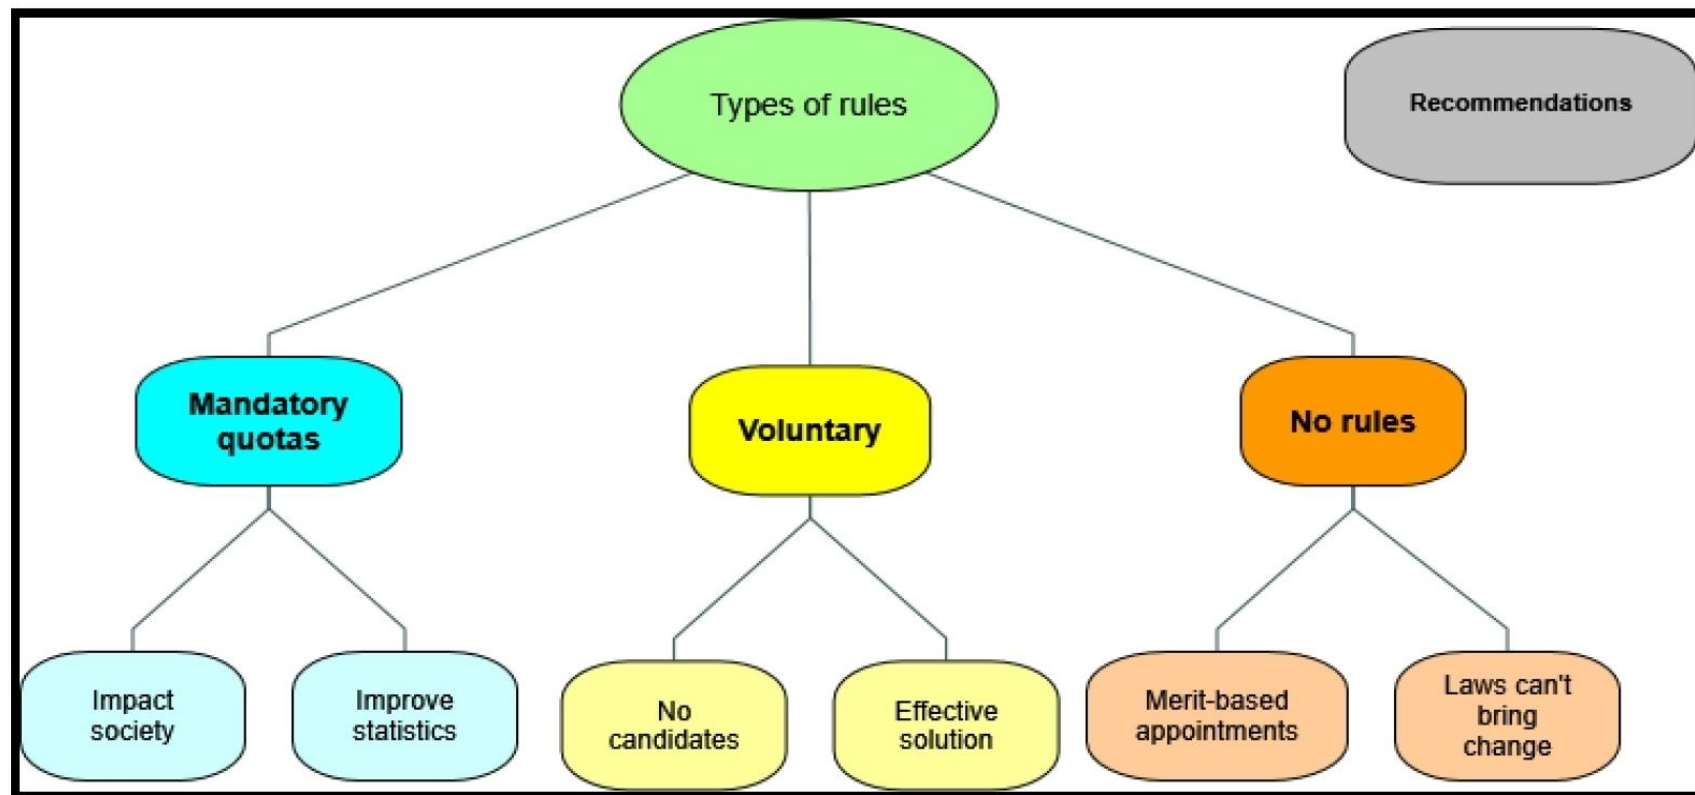 Types of rules
Recommendations
Mandatory
quotas
Voluntary
No rules
Impact
society
Improve
statistics
No
candidates
Effective
solution
Merit-based
appointments
Laws can't
bring
change